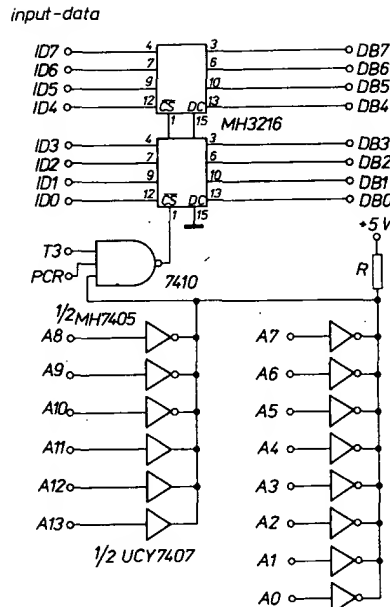 input-data
ID7 4 3 DB7
ID6 7 6 DB6
ID5 9 10 DB5
ID4 12 CS DC 13 DB4
1 15 MH3216
ID3 4 3 DB3
ID2 7 6 DB2
ID1 9 10 DB1
ID0 12 CS DC 13 DB0
1 15
+5V
T3
PCR
R
7410
1/2 MH7405
A8 A7
A9 A6
A10 A5
A11 A4
A12 A3
A13 A2
1/2 UCY7407
A1
A0